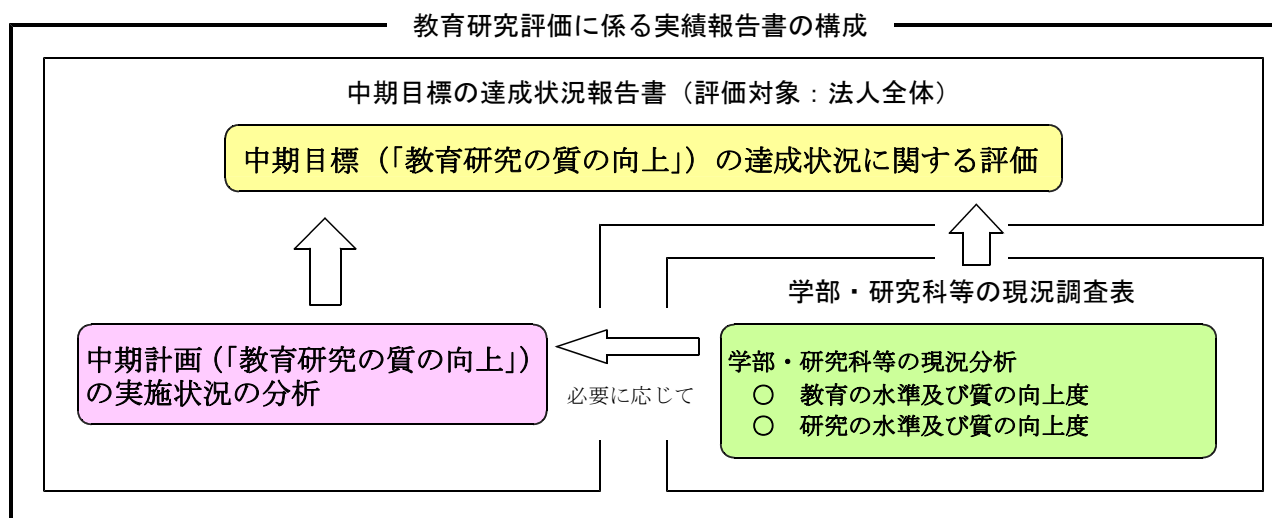 教育研究評価に係る実績報告書の構成
中期目標の達成状況報告書（評価対象：法人全体）
中期目標（「教育研究の質の向上」）の達成状況に関する評価
学部・研究科等の現況調査表
中期計画（「教育研究の質の向上」）
の実施状況の分析
必要に応じて
学部・研究科等の現況分析
○　教育の水準及び質の向上度
○　研究の水準及び質の向上度